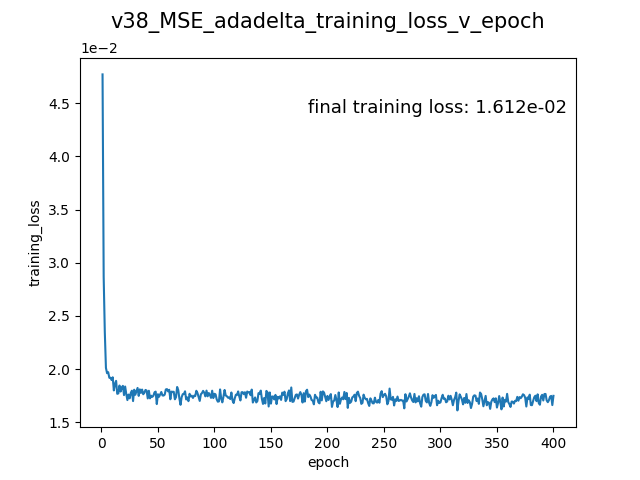 v38_MSE_adadelta_training_loss_v_epoch
1e−2
final training loss: 1.612e-02
4.5
4.0
3.5
3.0
2.5
2.0
1.5
training_loss
0 50 100 150 200 250 300 350 400
epoch